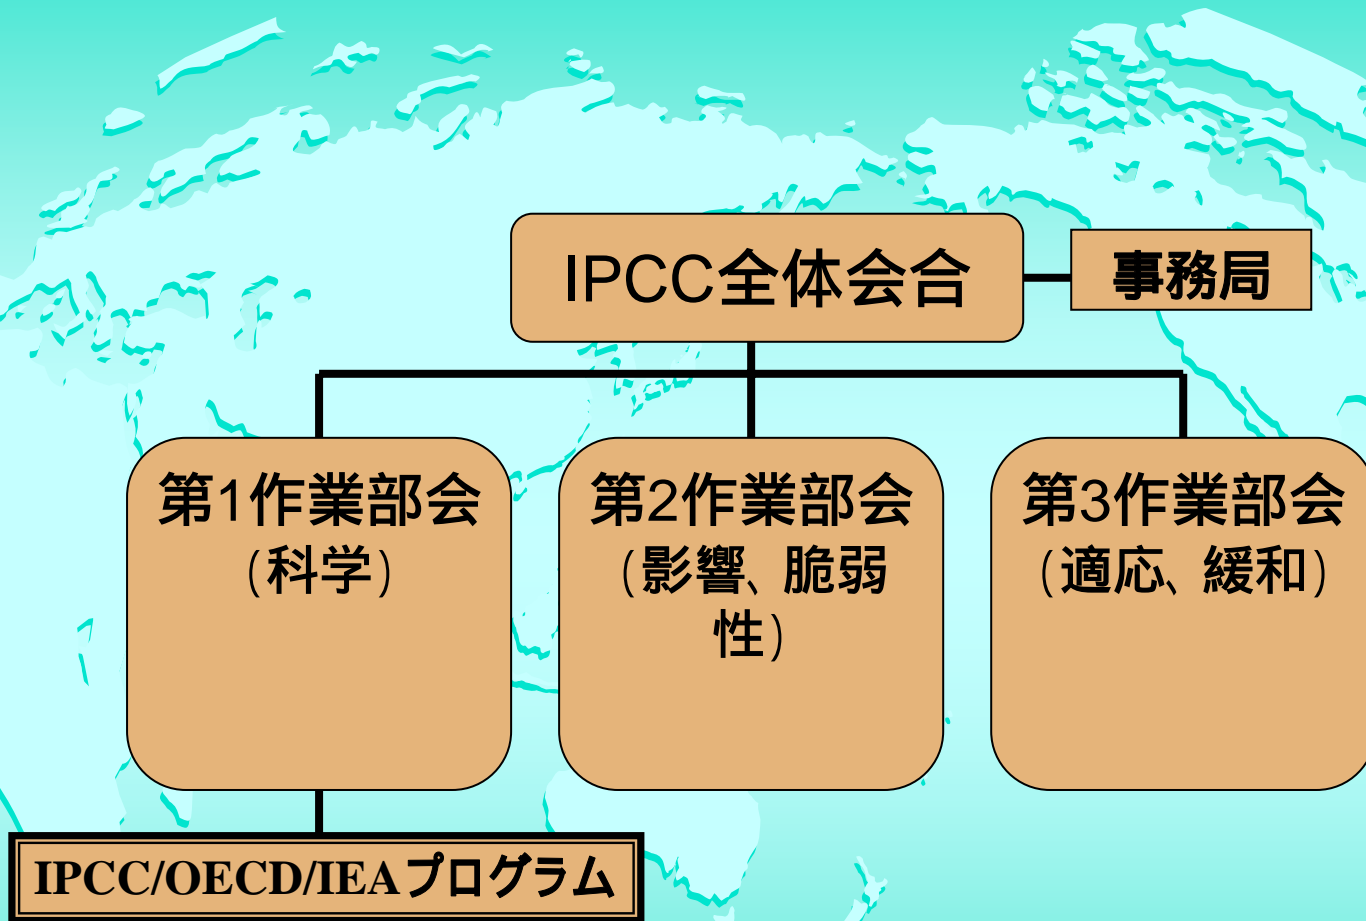 IPCC全体会合
事務局
第1作業部会
(科学)
第2作業部会
(影響、脆弱
性)
第3作業部会
(適応、緩和)
IPCC/OECD/IEAプログラム